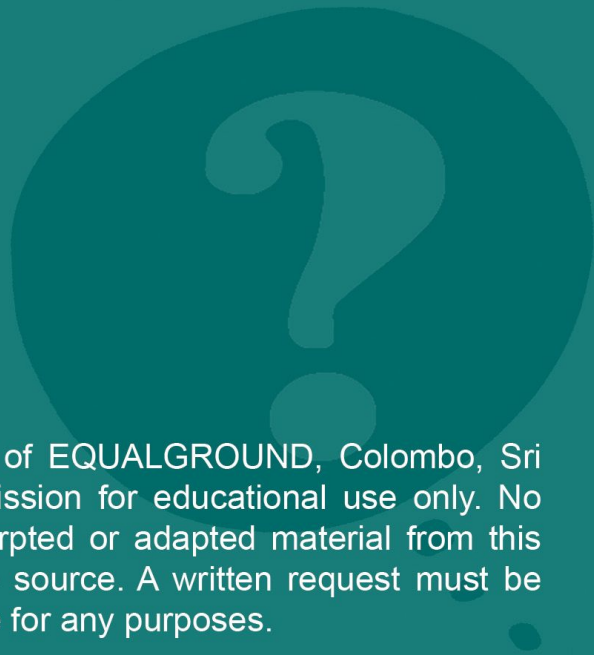 of EQUALGROUND, Colombo, Sri
ission for educational use only. No
rpted or adapted material from this
source. A written request must be
for any purposes.